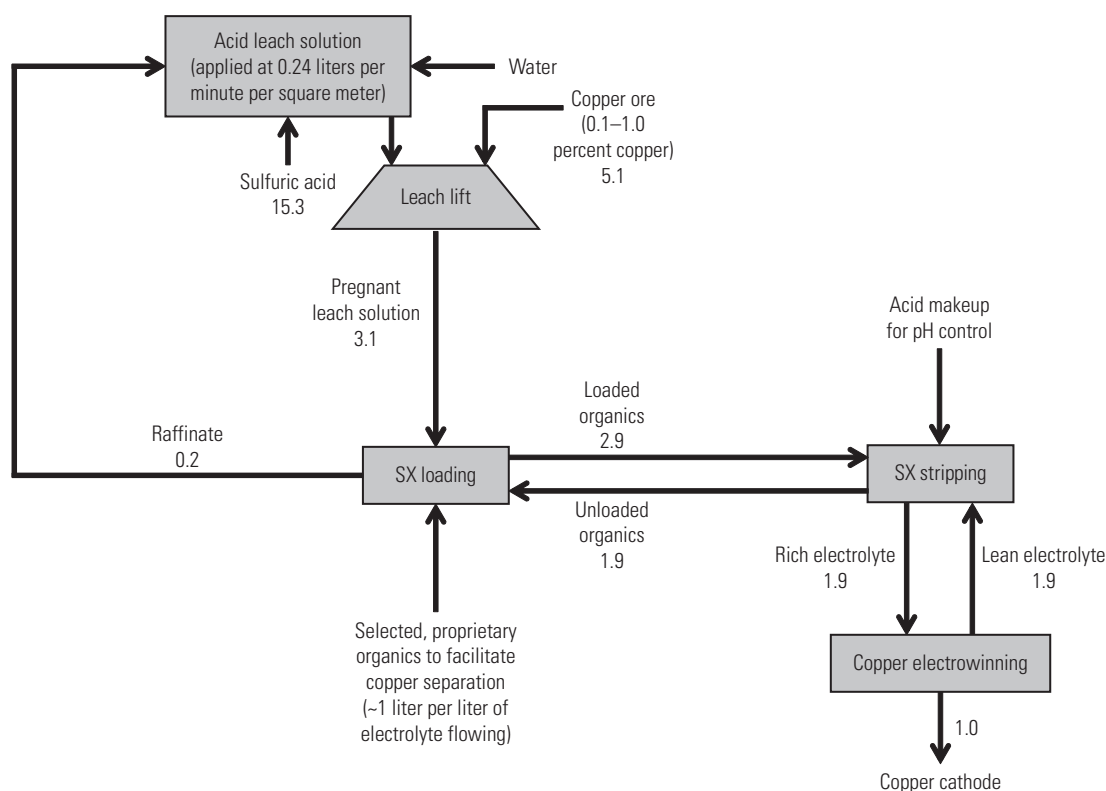 Acid leach solution
(applied at 0.24 liters per
minute per square meter)
Water
Copper ore
(0.1–1.0
percent copper)
5.1
Sulfuric acid
15.3
Leach lift
Pregnant
leach solution
3.1
Acid makeup
for pH control
Raffinate
0.2
Loaded
organics
2.9
SX loading
SX stripping
Unloaded
organics
1.9
Rich electrolyte
1.9
Lean electrolyte
1.9
Selected, proprietary
organics to facilitate
copper separation
(~1 liter per liter of
electrolyte flowing)
Copper electrowinning
1.0
Copper cathode